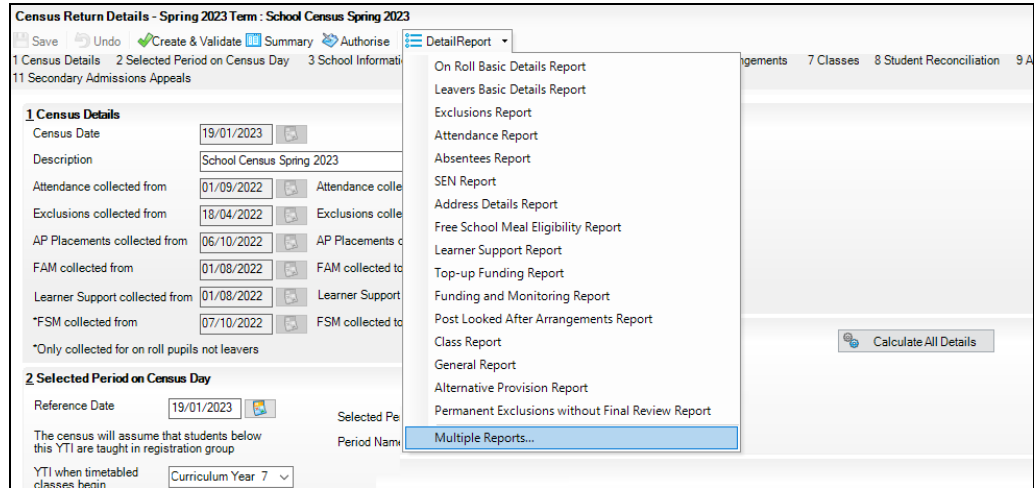 Census Return Details - Spring 2023 Term : School Census Spring 2023
Save Undo Create & Validate Summary Authorise DetailReport
1 Census Details 2 Selected Period on Census Day 3 School Informati ngements 7 Classes 8 Student Reconciliation 9 A
11 Secondary Admissions Appeals
On Roll Basic Details Report
Leavers Basic Details Report
Exclusions Report
Attendance Report
Absentees Report
SEN Report
Address Details Report
Free School Meal Eligibility Report
Learner Support Report
Top-up Funding Report
Funding and Monitoring Report
Post Looked After Arrangements Report
Class Report
General Report
Alternative Provision Report
Permanent Exclusions without Final Review Report
Multiple Reports...
1 Census Details
Census Date 19/01/2023
Description School Census Spring 2023
Attendance collected from 01/09/2022 Attendance colle
Exclusions collected from 18/04/2022 Exclusions colle
AP Placements collected from 06/10/2022 AP Placements c
FAM collected from 01/08/2022 FAM collected to
Learner Support collected from 01/08/2022 Learner Support
*FSM collected from 07/10/2022 FSM collected to
*Only collected for on roll pupils not leavers
Calculate All Details
2 Selected Period on Census Day
Reference Date 19/01/2023 Selected Pe
The census will assume that students below
this YTI are taught in registration group
Period Name
YTI when timetabled
classes begin
Curriculum Year 7